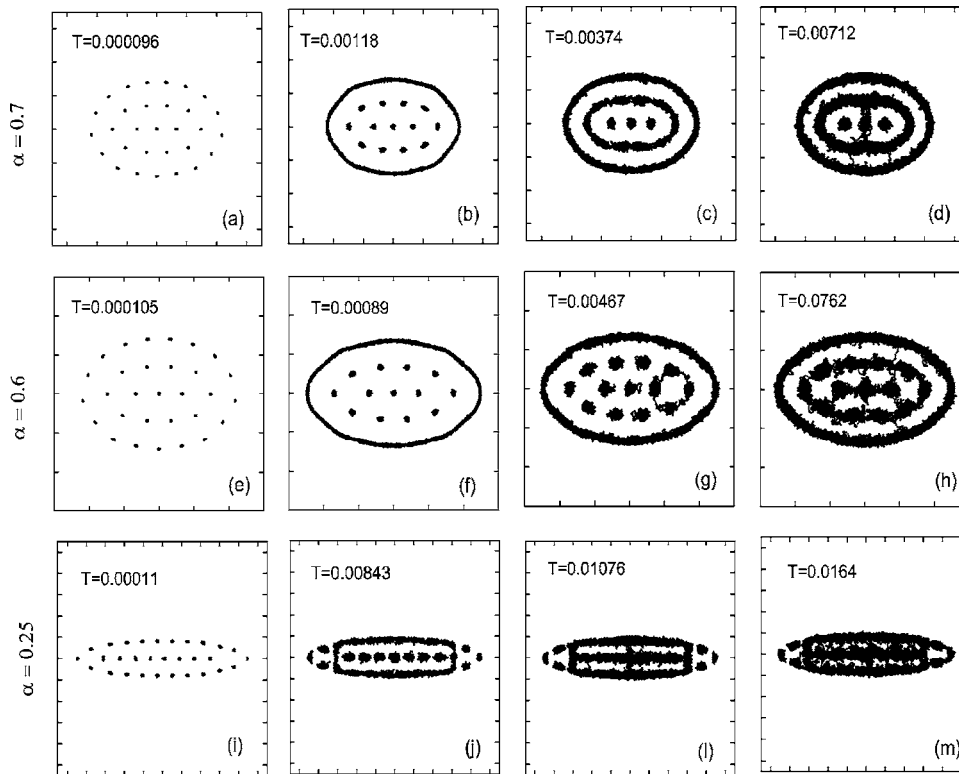 α = 0.7
T=0.000096
(a)
T=0.00118
(b)
T=0.00374
(c)
T=0.00712
(d)
α = 0.6
T=0.000105
(e)
T=0.00089
(f)
T=0.00467
(g)
T=0.0762
(h)
α = 0.25
T=0.00011
(i)
T=0.00843
(j)
T=0.01076
(l)
T=0.0164
(m)